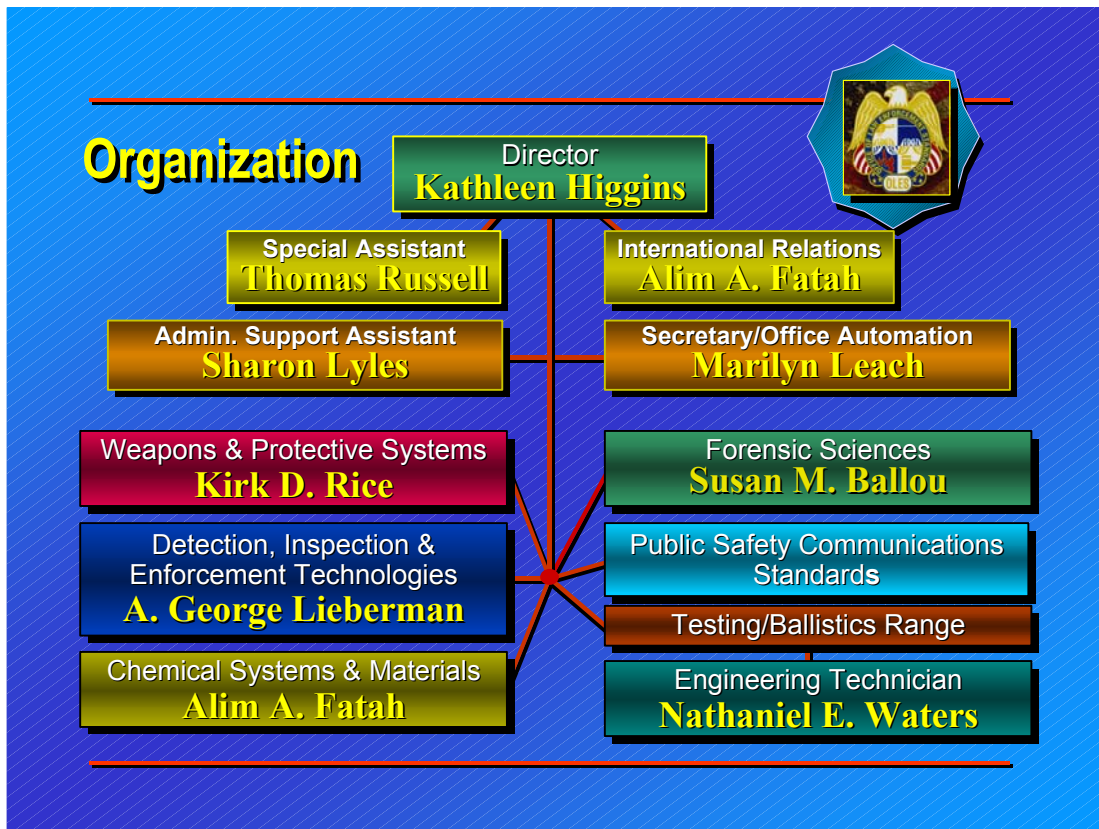 Organization
Director
Kathleen Higgins
OLES
Special Assistant
Thomas Russell
International Relations
Alim A. Fatah
Admin. Support Assistant
Sharon Lyles
Secretary/Office Automation
Marilyn Leach
Weapons & Protective Systems
Kirk D. Rice
Forensic Sciences
Susan M. Ballou
Detection, Inspection &
Enforcement Technologies
A. George Lieberman
Public Safety Communications
Standards
Testing/Ballistics Range
Chemical Systems & Materials
Alim A. Fatah
Engineering Technician
Nathaniel E. Waters